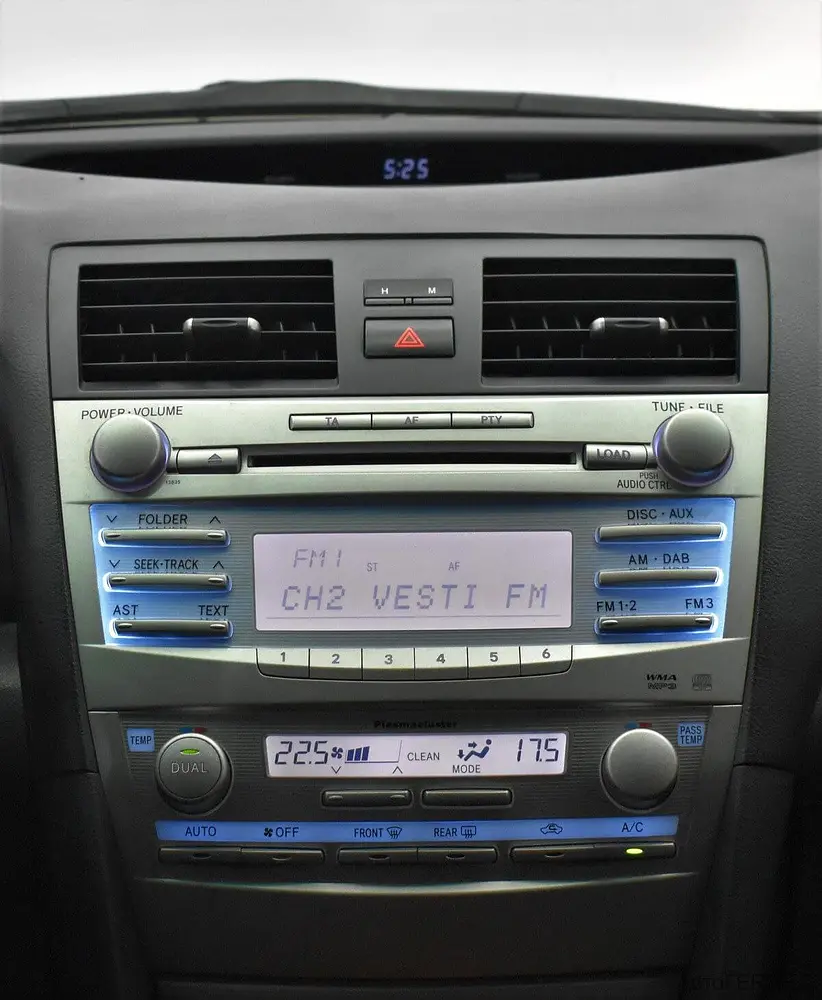 5:25
H M
POWER·VOLUME
TUNE·FILE
TA AF PTY
LOAD
PUSH
AUDIO CTRL
FOLDER
DISC·AUX
FM1
ST AF
SEEK·TRACK
AM·DAB
CH2 VESTI FM
AST TEXT
FM1·2 FM3
1 2 3 4 5 6
WMA
MP3
Plasmacluster
TEMP
PASS
TEMP
DUAL
22.5 CLEAN 17.5
MODE
AUTO OFF FRONT REAR A/C